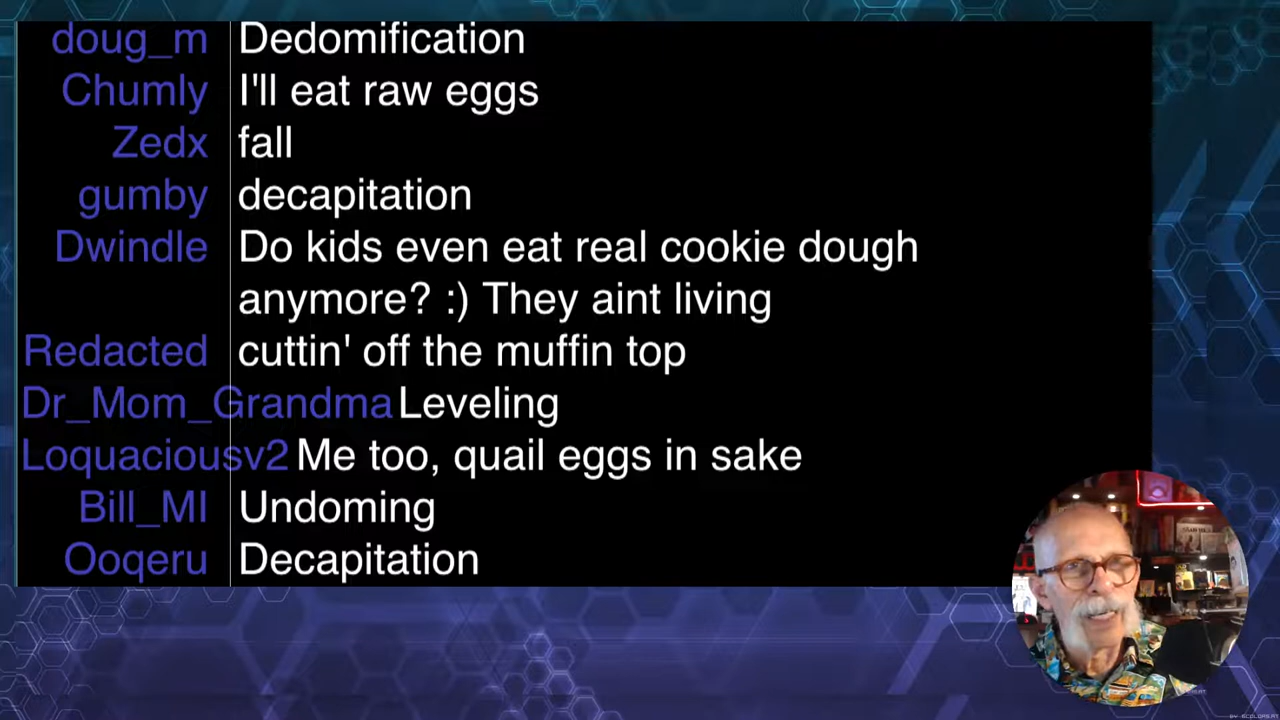 doug_m Dedomification
Chumly I'll eat raw eggs
Zedx fall
gumby decapitation
Dwindle Do kids even eat real cookie dough
anymore? :) They aint living
Redacted cuttin' off the muffin top
Dr_Mom_Grandma Leveling
Loquaciousv2 Me too, quail eggs in sake
Bill_MI Undoming
Ooqeru Decapitation